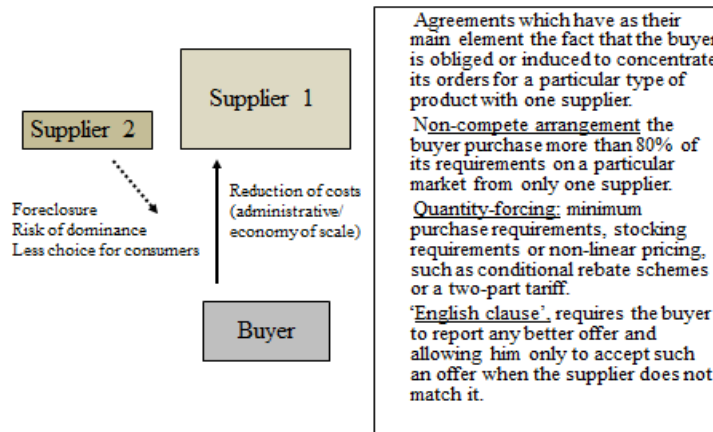 Supplier 1
Supplier 2
Foreclosure
Risk of dominance
Less choice for consumers
Reduction of costs
(administrative/
economy of scale)
Buyer
Agreements which have as their
main element the fact that the buyer
is obliged or induced to concentrate
its orders for a particular type of
product with one supplier.
Non-compete arrangement the
buyer purchase more than 80% of
its requirements on a particular
market from only one supplier.
Quantity-forcing: minimum
purchase requirements, stocking
requirements or non-linear pricing,
such as conditional rebate schemes
or a two-part tariff.
‘English clause’, requires the buyer
to report any better offer and
allowing him only to accept such
an offer when the supplier does not
match it.